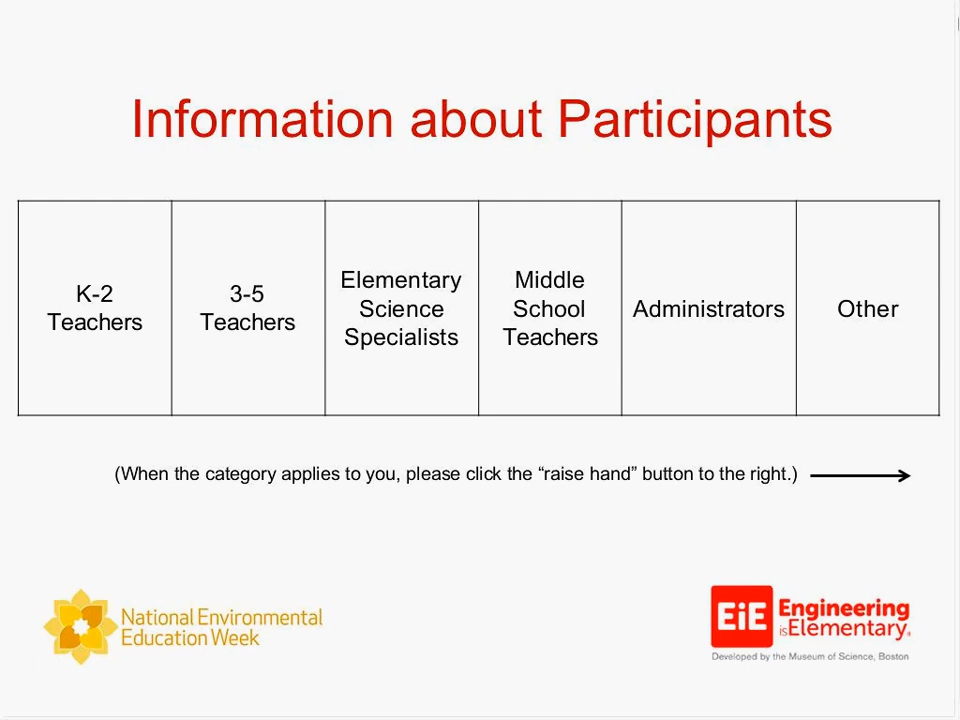 Information about Participants
K-2
Teachers
3-5
Teachers
Elementary
Science
Specialists
Middle
School
Teachers
Administrators
Other
(When the category applies to you, please click the “raise hand” button to the right.)
National Environmental
Education Week
EiE
Engineering
is Elementary®
Developed by the Museum of Science, Boston